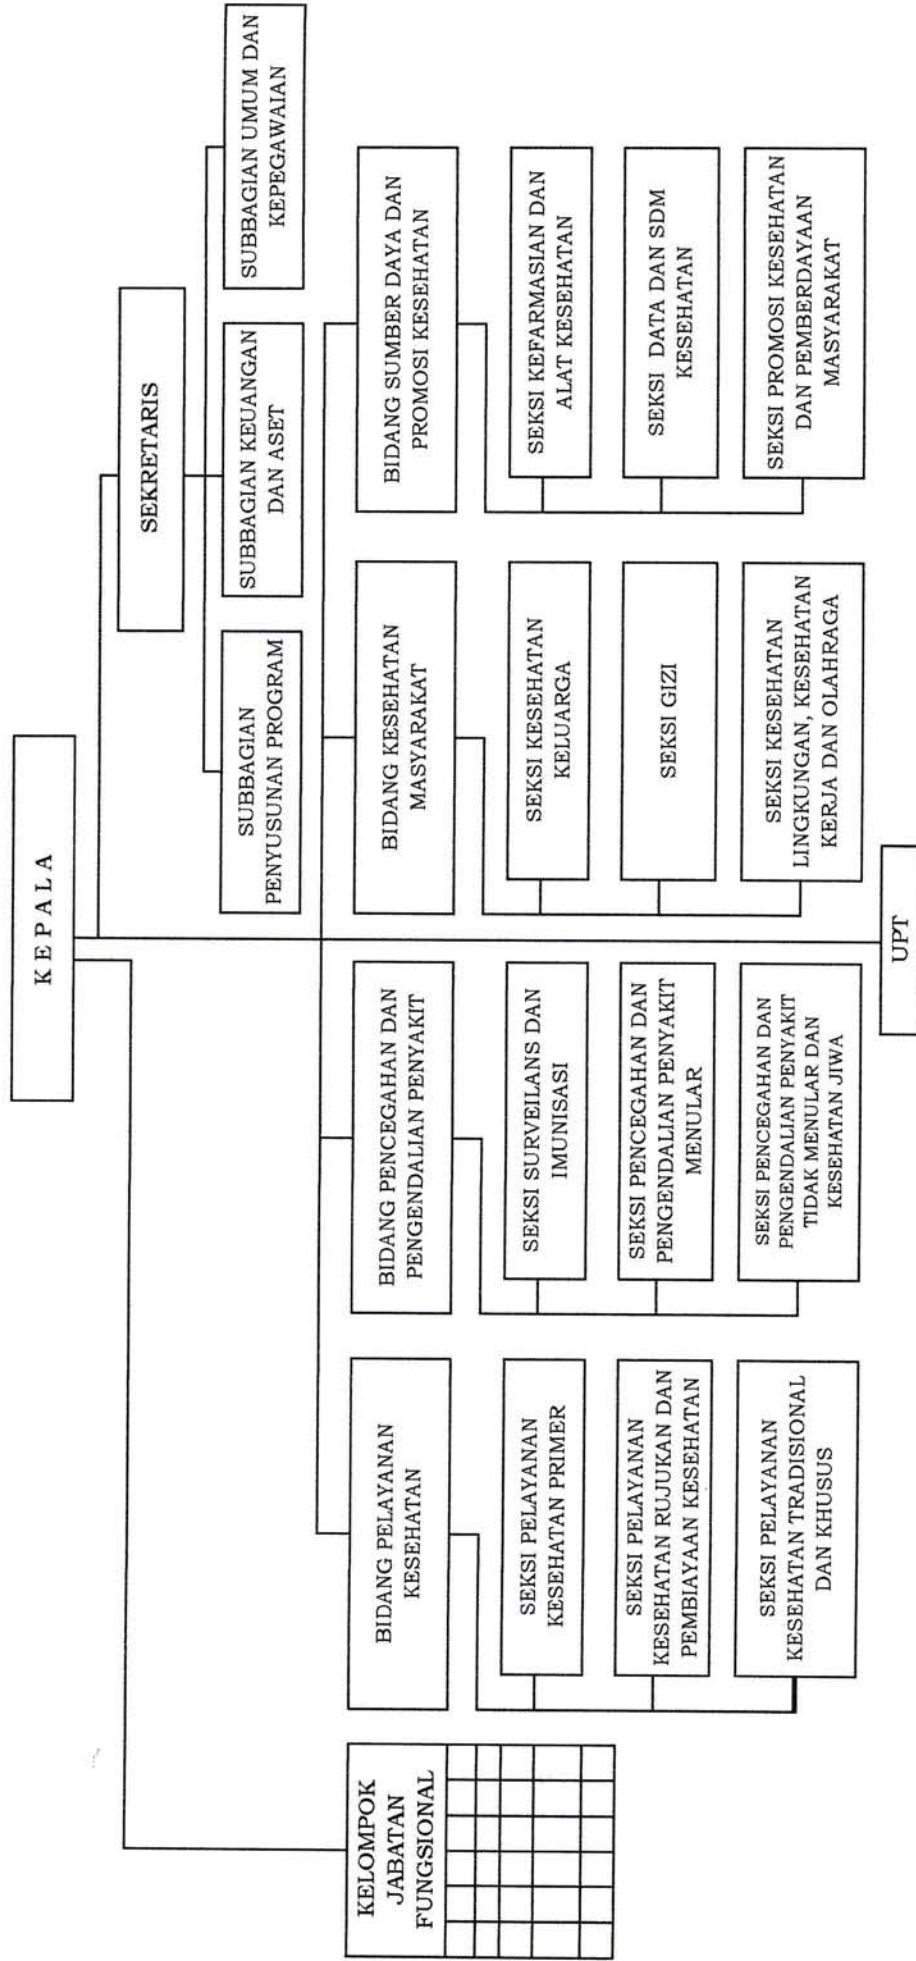 K E P A L A
SEKRETARIS
SUBBAGIAN
PENYUSUNAN PROGRAM
SUBBAGIAN KEUANGAN
DAN ASET
SUBBAGIAN UMUM DAN
KEPEGAWAIAN
KELOMPOK
JABATAN
FUNGSIONAL
BIDANG PELAYANAN
KESEHATAN
SEKSI PELAYANAN
KESEHATAN PRIMER
SEKSI PELAYANAN
KESEHATAN RUJUKAN DAN
PEMBIAYAAN KESEHATAN
SEKSI PELAYANAN
KESEHATAN TRADISIONAL
DAN KHUSUS
BIDANG PENCEGAHAN DAN
PENGENDALIAN PENYAKIT
SEKSI SURVEILANS DAN
IMUNISASI
SEKSI PENCEGAHAN DAN
PENGENDALIAN PENYAKIT
MENULAR
SEKSI PENCEGAHAN DAN
PENGENDALIAN PENYAKIT
TIDAK MENULAR DAN
KESEHATAN JIWA
BIDANG KESEHATAN
MASYARAKAT
SEKSI KESEHATAN
KELUARGA
SEKSI GIZI
SEKSI KESEHATAN
LINGKUNGAN, KESEHATAN
KERJA DAN OLAHRAGA
BIDANG SUMBER DAYA DAN
PROMOSI KESEHATAN
SEKSI KEFARMASIAN DAN
ALAT KESEHATAN
SEKSI DATA DAN SDM
KESEHATAN
SEKSI PROMOSI KESEHATAN
DAN PEMBERDAYAAN
MASYARAKAT
UPT